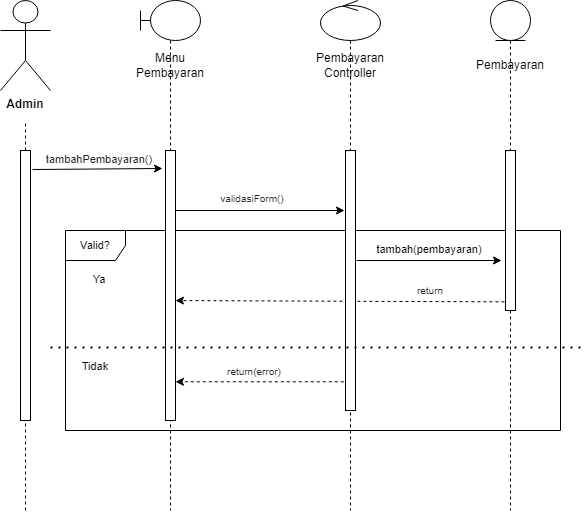 Admin
Menu
Pembayaran
Pembayaran
Controller
Pembayaran
tambahPembayaran()
validasiForm()
Valid?
tambah(pembayaran)
Ya
return
Tidak
return(error)